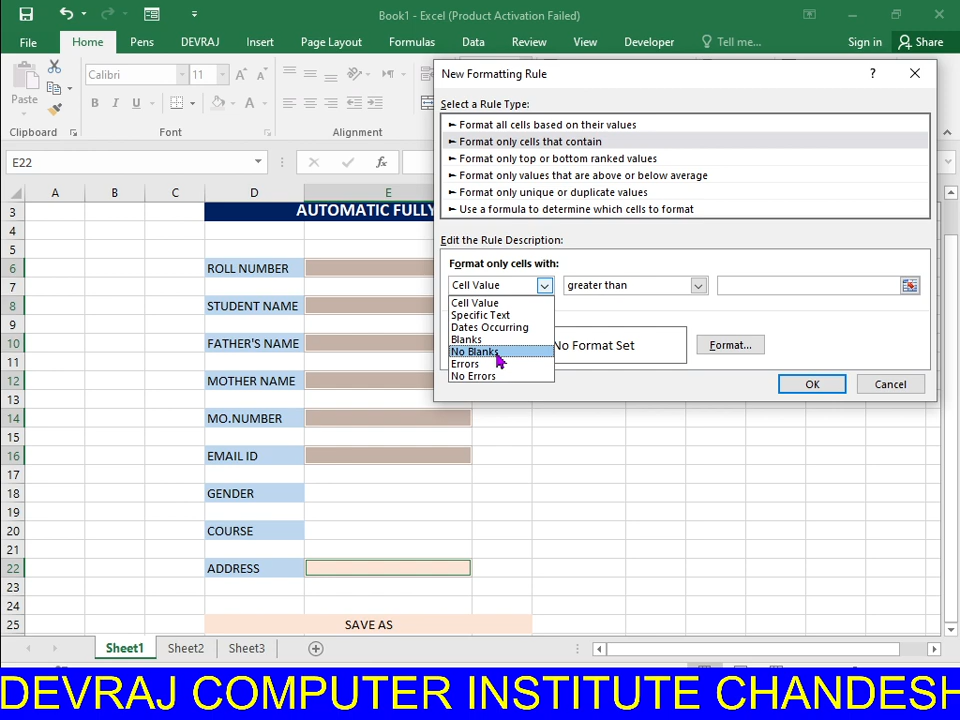 Book1 - Excel (Product Activation Failed)
File Home Pens DEVRAJ Insert Page Layout Formulas Data Review View Developer Tell me... Sign in Share
Paste
Calibri 11
B I U A
Clipboard Font Alignment
E22 fx
A B C D E
3 AUTOMATIC FULLY
4
5
6 ROLL NUMBER
7
8 STUDENT NAME
9
10 FATHER'S NAME
11
12 MOTHER NAME
13
14 MO.NUMBER
15
16 EMAIL ID
17
18 GENDER
19
20 COURSE
21
22 ADDRESS
23
24
25 SAVE AS
New Formatting Rule ?
Select a Rule Type:
► Format all cells based on their values
► Format only cells that contain
► Format only top or bottom ranked values
► Format only values that are above or below average
► Format only unique or duplicate values
► Use a formula to determine which cells to format
Edit the Rule Description:
Format only cells with:
Cell Value greater than
Cell Value
Specific Text
Dates Occurring
Blanks
No Blanks
Errors
No Errors
No Format Set Format...
OK Cancel
Sheet1 Sheet2 Sheet3
DEVRAJ COMPUTER INSTITUTE CHANDESH